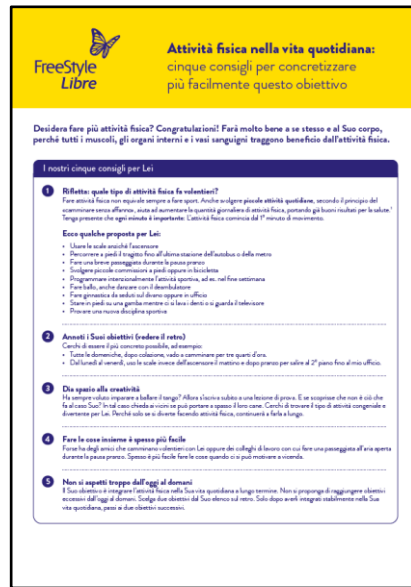 FreeStyle
Libre
Attività fisica nella vita quotidiana:
cinque consigli per concretizzare
più facilmente questo obiettivo
Desidera fare più attività fisica? Congratulazioni! Farà molto bene a se stesso e al Suo corpo,
perché tutti i muscoli, gli organi interni e i vasi sanguigni traggono beneficio dall'attività fisica.
I nostri cinque consigli per Lei
1 Rifletta: quale tipo di attività fisica fa volentieri?
Fare attività fisica non equivale sempre a fare sport. Anche svolgere piccole attività quotidiane, secondo il principio del
«camminare senza affanno», aiuta ad aumentare la quantità giornaliera di attività fisica, portando già buoni risultati per la salute.¹
Tenga presente che ogni minuto è importante: L'attività fisica comincia dal 1° minuto di movimento.
Ecco qualche proposta per Lei:
• Usare le scale anziché l'ascensore
• Percorrere a piedi il tragitto fino all'ultima stazione dell'autobus o della metro
• Fare una breve passeggiata durante la pausa pranzo
• Svolgere piccole commissioni a piedi oppure in bicicletta
• Programmare intenzionalmente l'attività sportiva, ad es. nel fine settimana
• Fare ballo, anche danzare con il deambulatore
• Fare ginnastica da seduti sul divano oppure in ufficio
• Stare in piedi su una gamba mentre ci si lava i denti o si guarda il televisore
• Provare una nuova disciplina sportiva
2 Annoti i Suoi obiettivi (vedere il retro)
Cerchi di essere il più concreto possibile, ad esempio:
• Tutte le domeniche, dopo colazione, vado a camminare per tre quarti d'ora.
• Dal lunedì al venerdì, uso le scale invece dell'ascensore il mattino e dopo pranzo per salire al 2° piano fino al mio ufficio.
3 Dia spazio alla creatività
Ha sempre voluto imparare a ballare il tango? Allora s'iscriva subito a una lezione di prova. E se scoprisse che non è ciò che
fa al caso Suo? In tal caso chieda ai vicini se può portare a spasso il loro cane. Cerchi di trovare il tipo di attività congeniale e
divertente per Lei. Perché solo se si diverte facendo attività fisica, continuerà a farla a lungo.
4 Fare le cose insieme è spesso più facile
Forse ha degli amici che camminano volentieri con Lei oppure dei colleghi di lavoro con cui fare una passeggiata all'aria aperta
durante la pausa pranzo. Spesso è più facile fare le cose quando ci si può motivare a vicenda.
5 Non si aspetti troppo dall'oggi al domani
Il Suo obiettivo è integrare l'attività fisica nella Sua vita quotidiana a lungo termine. Non si proponga di raggiungere obiettivi
eccessivi dall'oggi al domani. Scelga due obiettivi dal Suo elenco sul retro. Solo dopo averli integrati stabilmente nella Sua
vita quotidiana, passi ai due obiettivi successivi.